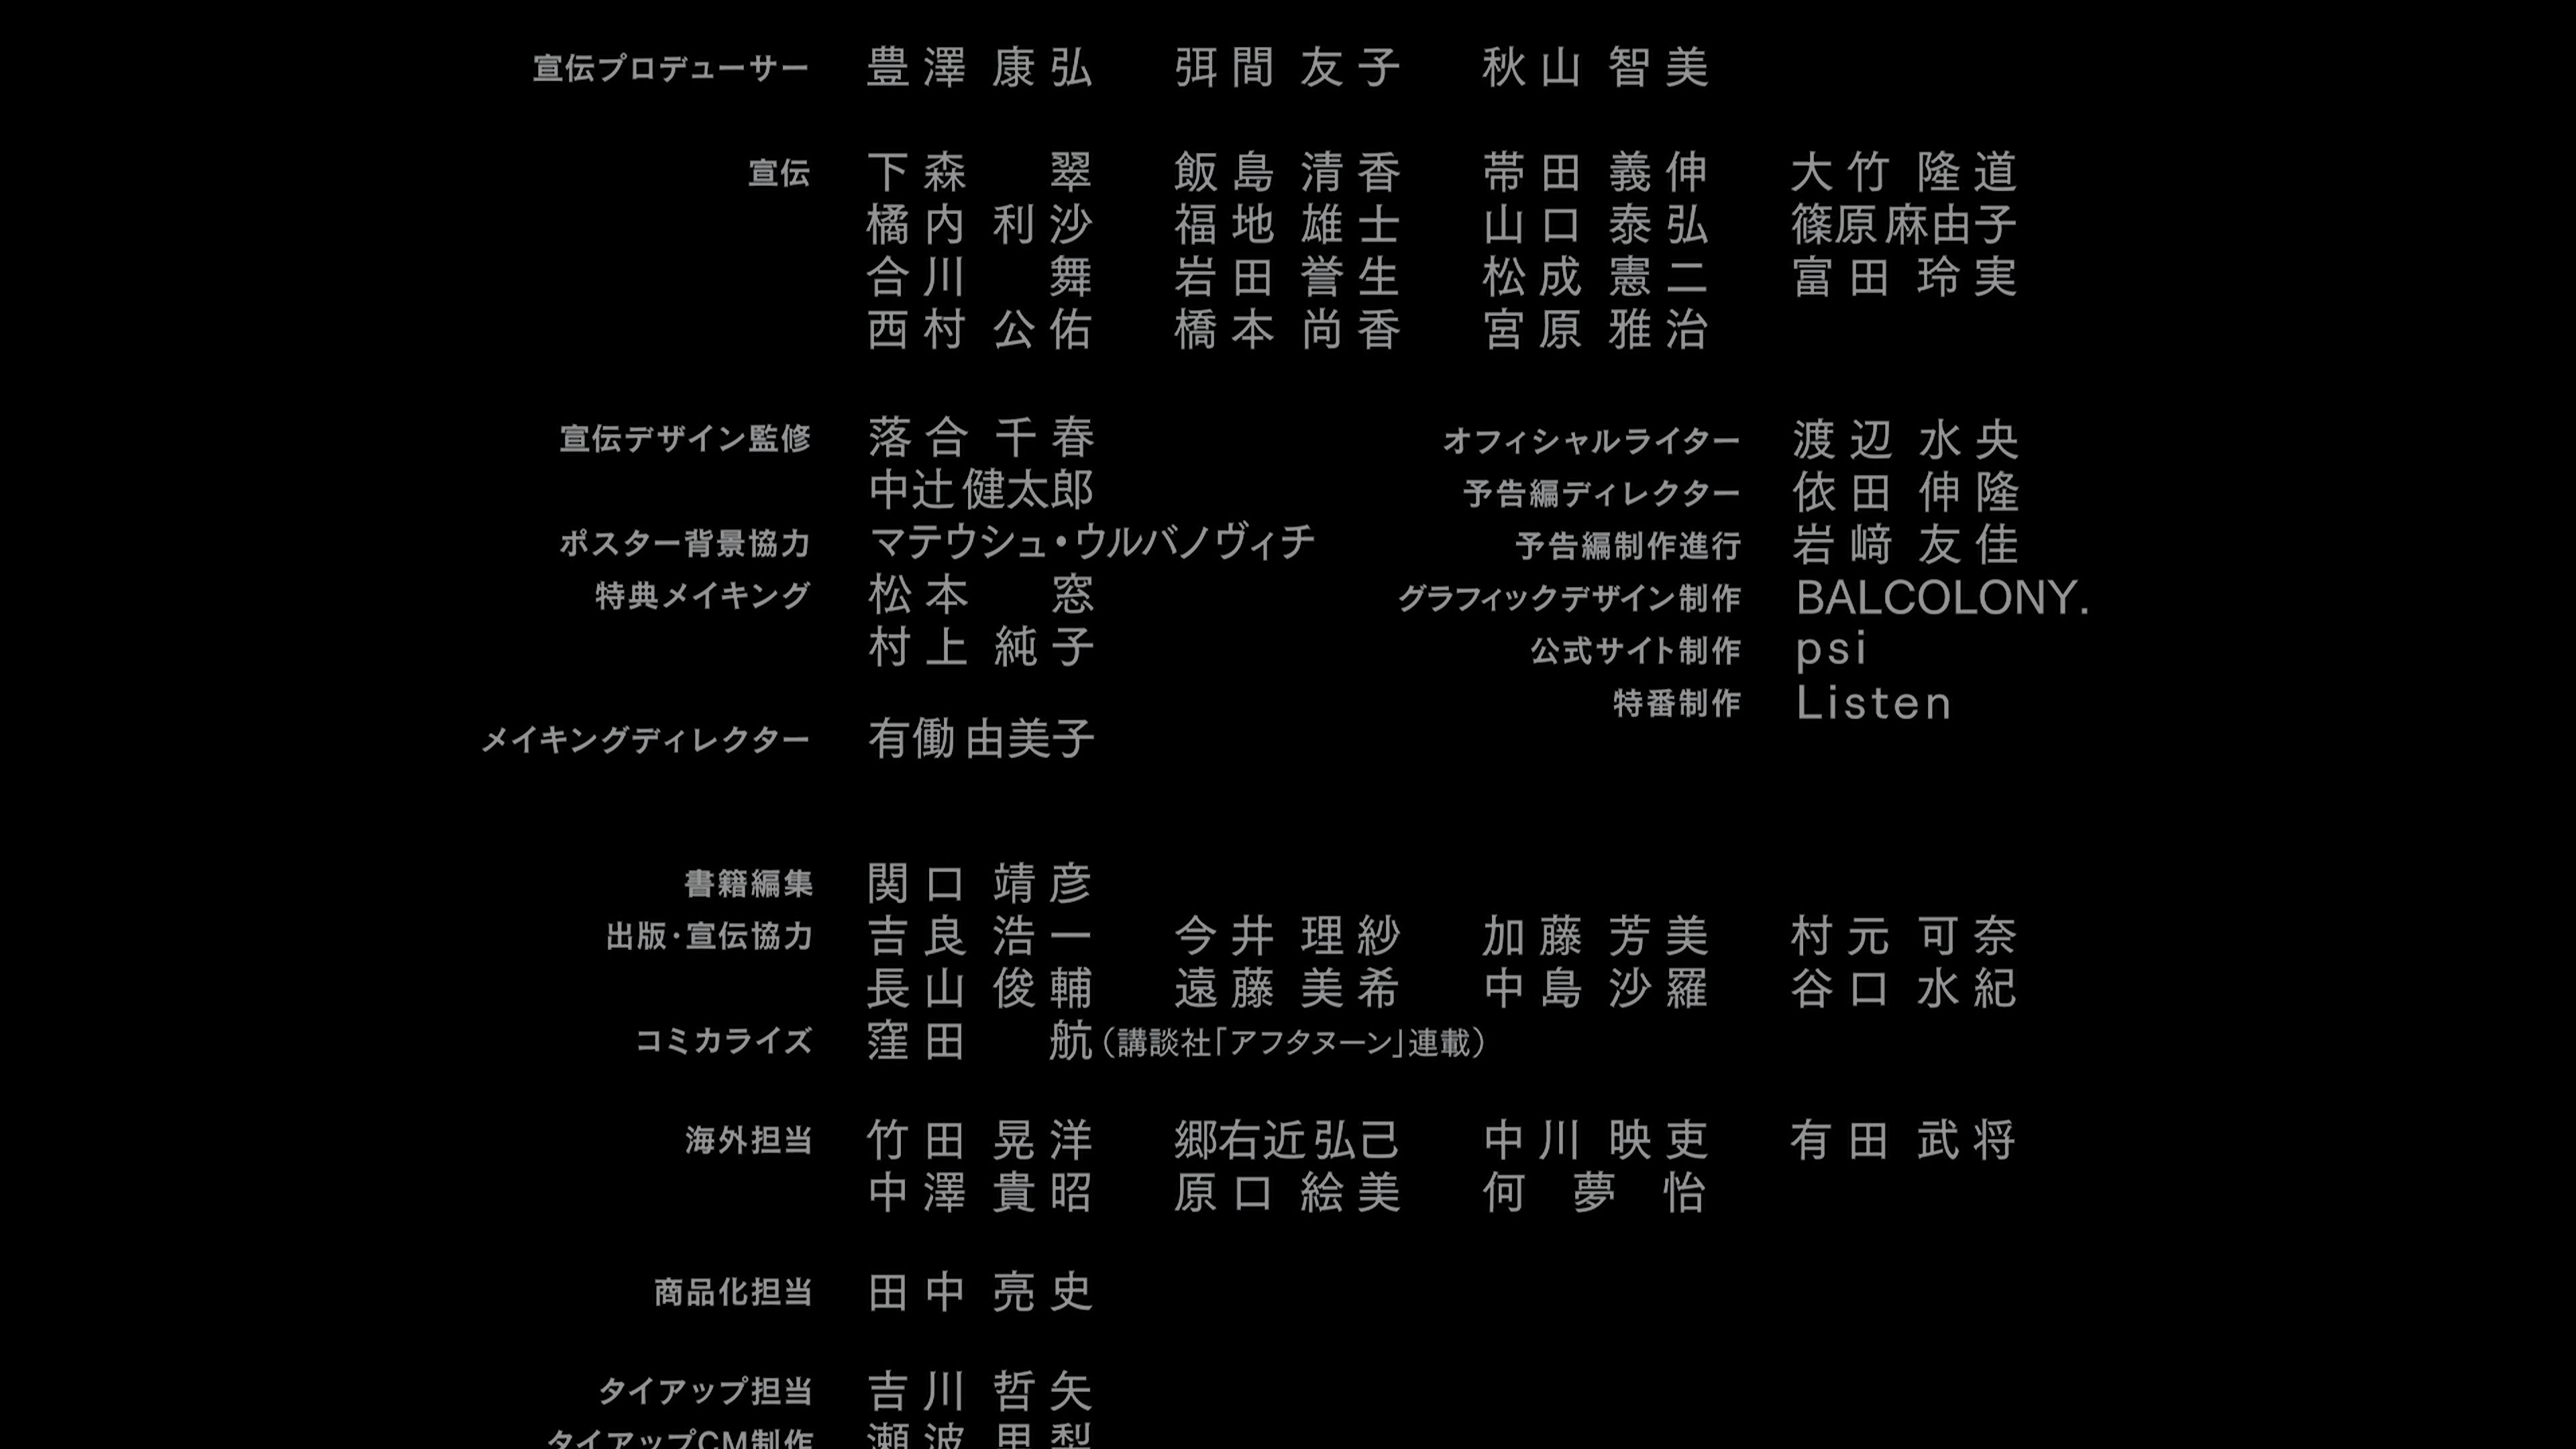 宣伝プロデューサー 豊澤 康弘 弭間 友子 秋山 智美
宣伝 下森 翠 飯島 清香 帯田 義伸 大竹 隆道
橘内 利沙 福地 雄士 山口 泰弘 篠原 麻由子
合川 舞 岩田 誉生 松成 憲二 富田 玲実
西村 公佑 橋本 尚香 宮原 雅治
宣伝デザイン監修 落合 千春
中辻 健太郎
ポスター背景協力 マテウシュ・ウルバノヴィチ
特典メイキング 松本 窓
村上 純子
メイキングディレクター 有働 由美子
オフィシャルライター 渡辺 水央
予告編ディレクター 依田 伸隆
予告編制作進行 岩﨑 友佳
グラフィックデザイン制作 BALCOLONY.
公式サイト制作 psi
特番制作 Listen
書籍編集 関口 靖彦
出版・宣伝協力 吉良 浩一 今井 理紗 加藤 芳美 村元 可奈
長山 俊輔 遠藤 美希 中島 沙羅 谷口 水紀
コミカライズ 窪田 航（講談社「アフタヌーン」連載）
海外担当 竹田 晃洋 郷右近 弘己 中川 映吏 有田 武将
中澤 貴昭 原口 絵美 何 夢怡
商品化担当 田中 亮史
タイアップ担当 吉川 哲矢
タイアップCM制作 瀬波 里梨